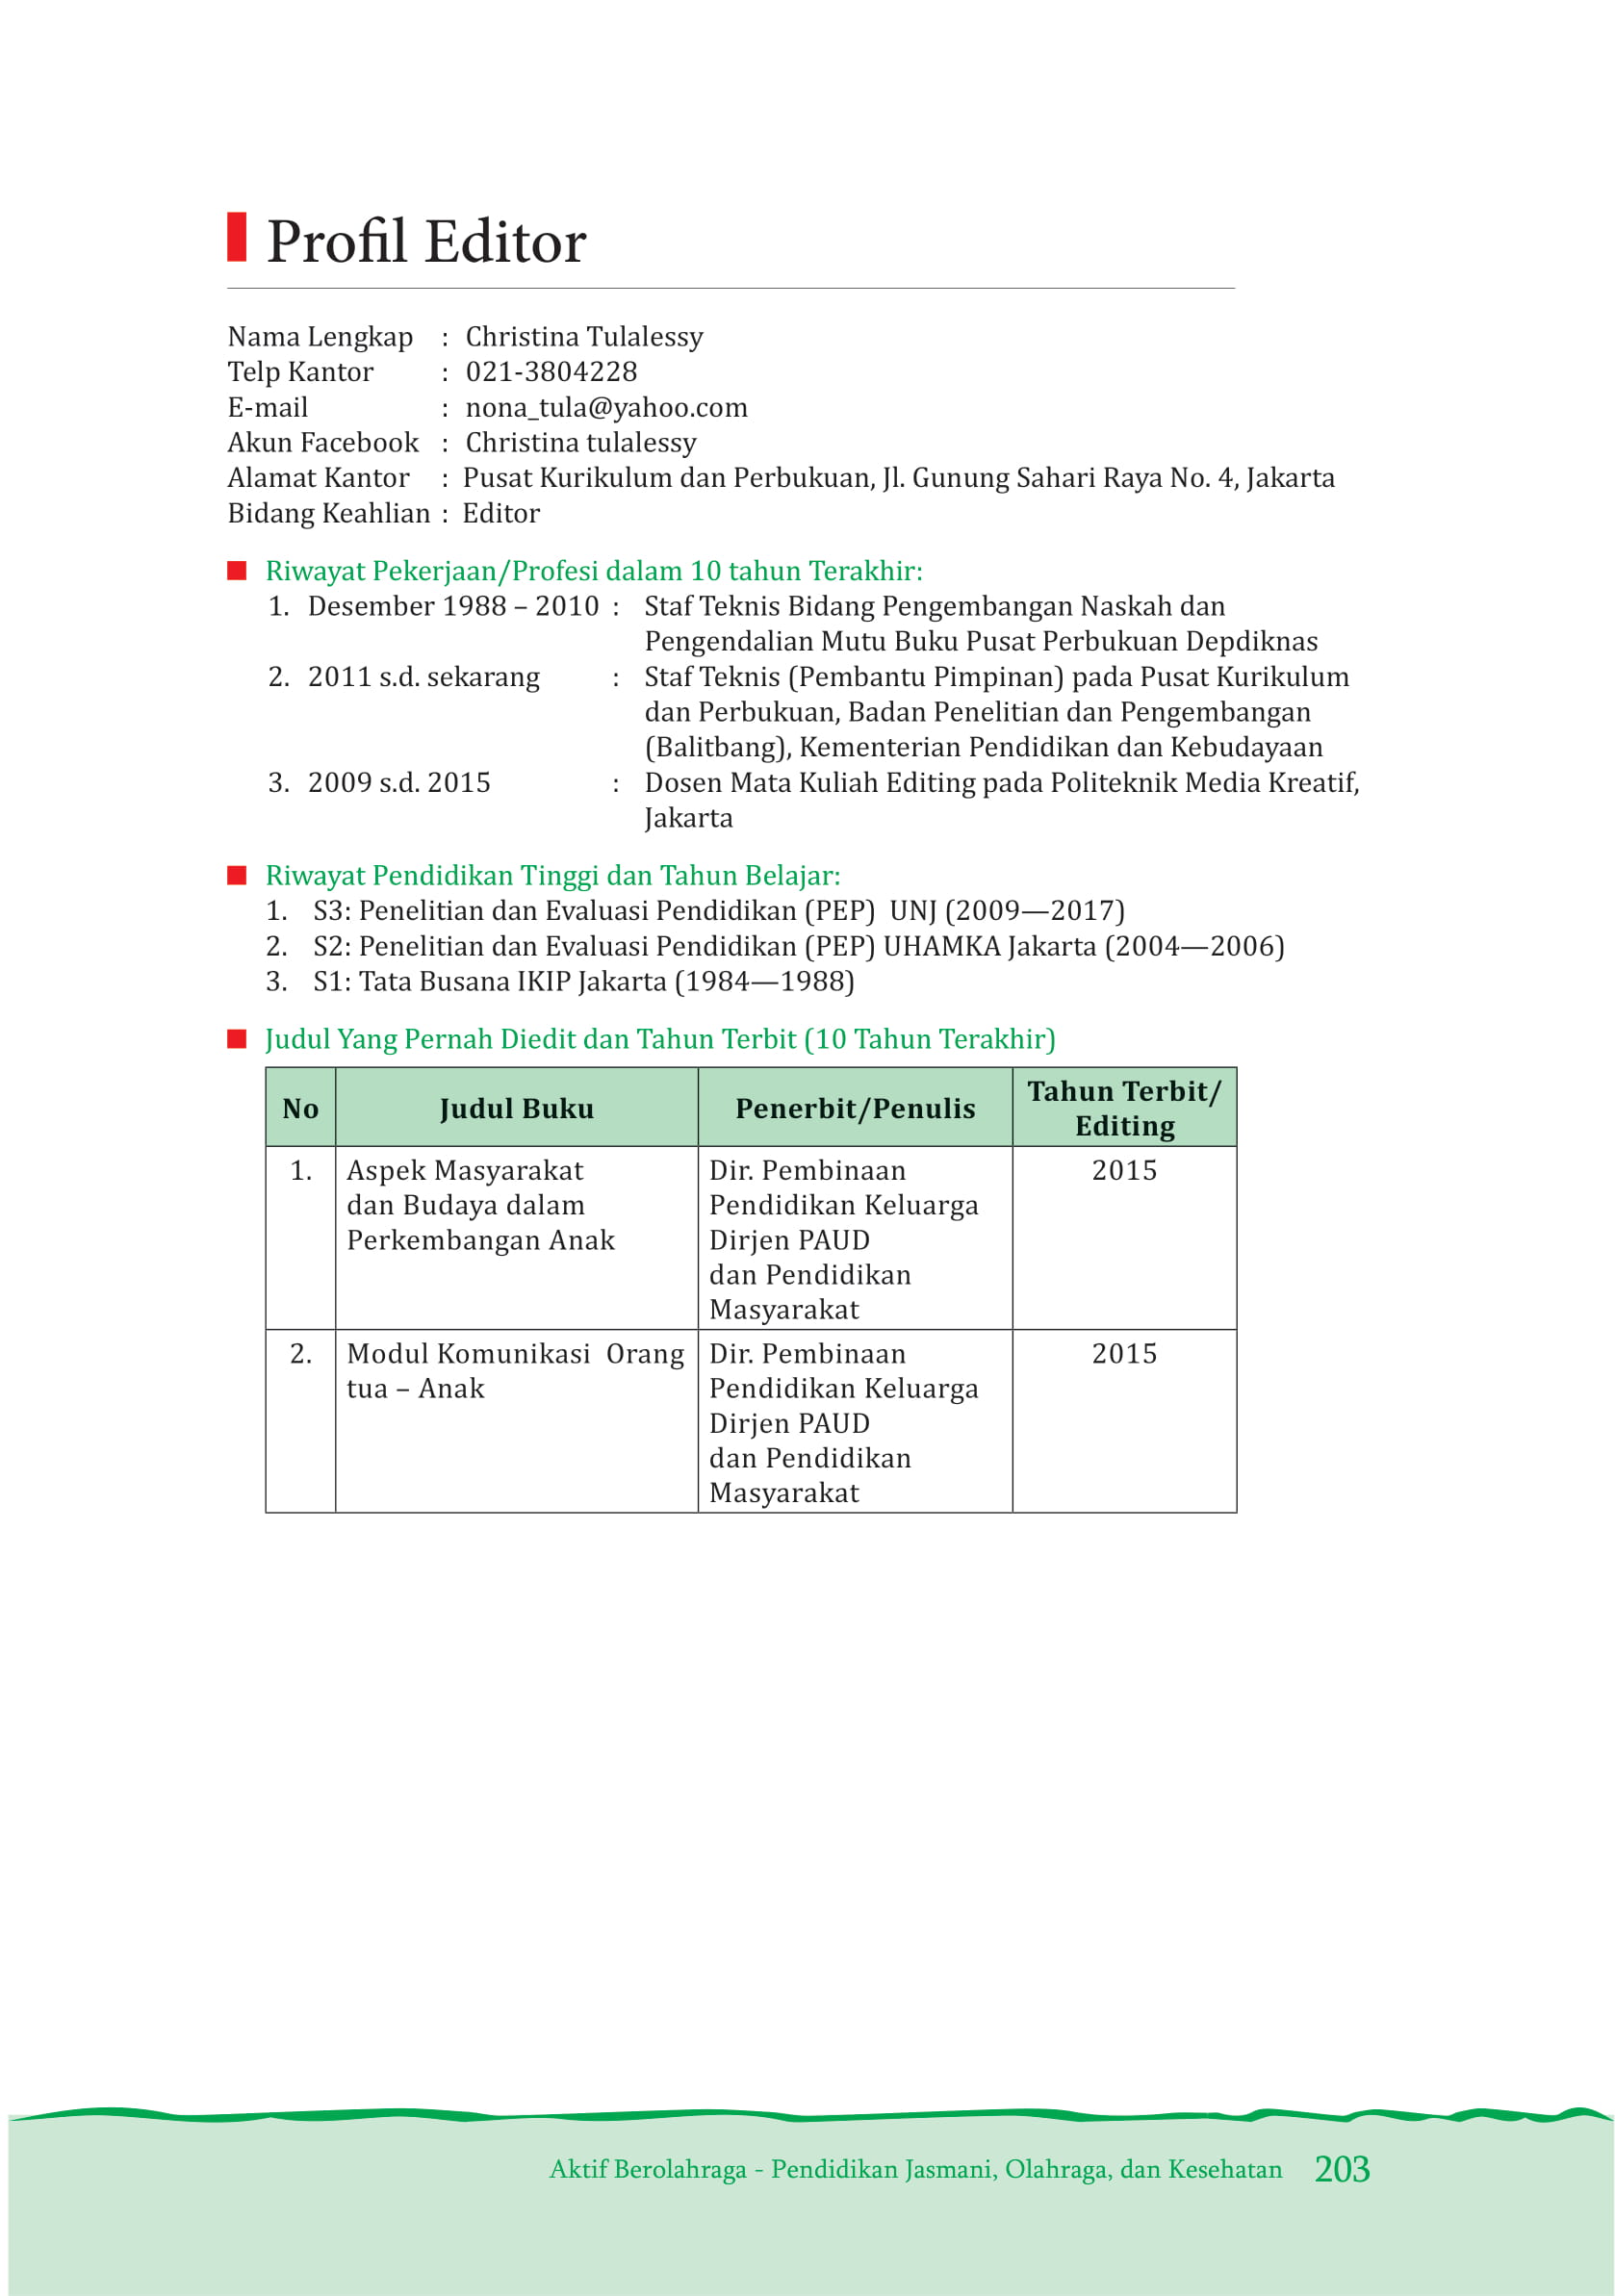 Profil Editor
Nama Lengkap : Christina Tulalessy
Telp Kantor : 021-3804228
E-mail : nona_tula@yahoo.com
Akun Facebook : Christina tulalessy
Alamat Kantor : Pusat Kurikulum dan Perbukuan, Jl. Gunung Sahari Raya No. 4, Jakarta
Bidang Keahlian : Editor
Riwayat Pekerjaan/Profesi dalam 10 tahun Terakhir:
1. Desember 1988 – 2010 : Staf Teknis Bidang Pengembangan Naskah dan
Pengendalian Mutu Buku Pusat Perbukuan Depdiknas
2. 2011 s.d. sekarang : Staf Teknis (Pembantu Pimpinan) pada Pusat Kurikulum
dan Perbukuan, Badan Penelitian dan Pengembangan
(Balitbang), Kementerian Pendidikan dan Kebudayaan
3. 2009 s.d. 2015 : Dosen Mata Kuliah Editing pada Politeknik Media Kreatif,
Jakarta
Riwayat Pendidikan Tinggi dan Tahun Belajar:
1. S3: Penelitian dan Evaluasi Pendidikan (PEP) UNJ (2009—2017)
2. S2: Penelitian dan Evaluasi Pendidikan (PEP) UHAMKA Jakarta (2004—2006)
3. S1: Tata Busana IKIP Jakarta (1984—1988)
Judul Yang Pernah Diedit dan Tahun Terbit (10 Tahun Terakhir)
No Judul Buku Penerbit/Penulis Tahun Terbit/
Editing
1. Aspek Masyarakat Dir. Pembinaan 2015
dan Budaya dalam Pendidikan Keluarga
Perkembangan Anak Dirjen PAUD
dan Pendidikan
Masyarakat
2. Modul Komunikasi Orang Dir. Pembinaan 2015
tua – Anak Pendidikan Keluarga
Dirjen PAUD
dan Pendidikan
Masyarakat
Aktif Berolahraga - Pendidikan Jasmani, Olahraga, dan Kesehatan 203